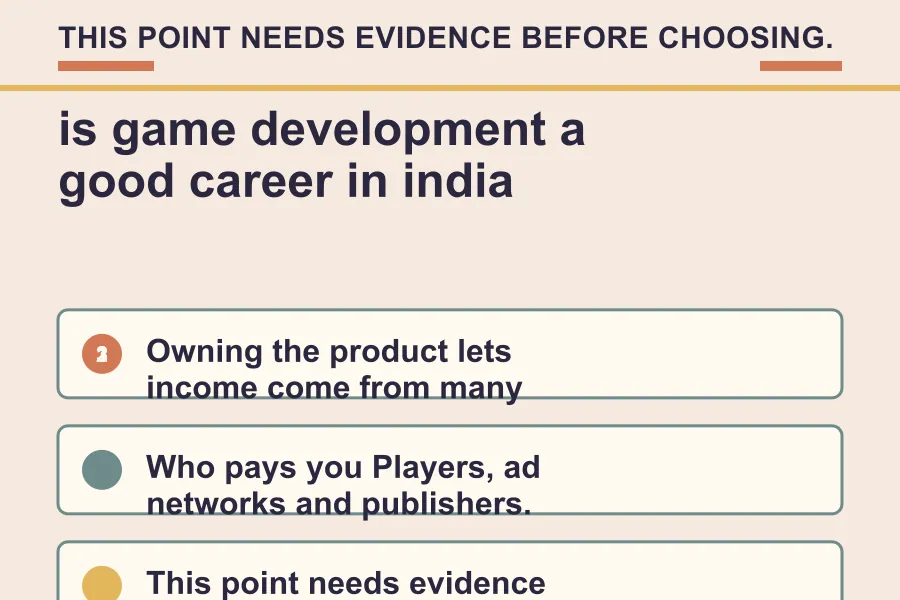 THIS POINT NEEDS EVIDENCE BEFORE CHOOSING.
is game development a
good career in india
Owning the product lets
income come from many
Who pays you Players, ad
networks and publishers.
This point needs evidence